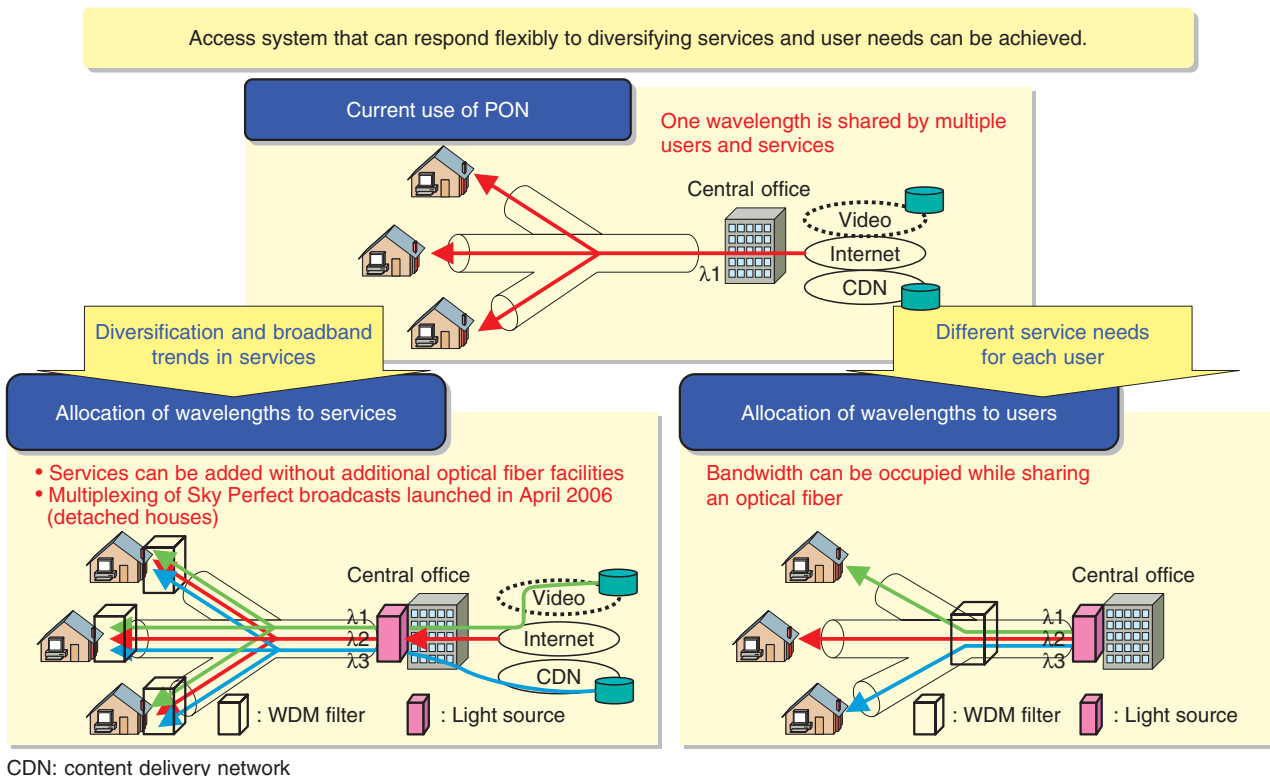 Access system that can respond flexibly to diversifying services and user needs can be achieved.
Current use of PON
One wavelength is shared by multiple
users and services
Central office
Video
Internet
CDN
λ1
Diversification and broadband
trends in services
Different service needs
for each user
Allocation of wavelengths to services
• Services can be added without additional optical fiber facilities
• Multiplexing of Sky Perfect broadcasts launched in April 2006
(detached houses)
Central office
λ1
λ2
λ3
Video
Internet
CDN
: WDM filter
: Light source
Allocation of wavelengths to users
Bandwidth can be occupied while sharing
an optical fiber
Central office
λ1
λ2
λ3
: WDM filter
: Light source
CDN: content delivery network